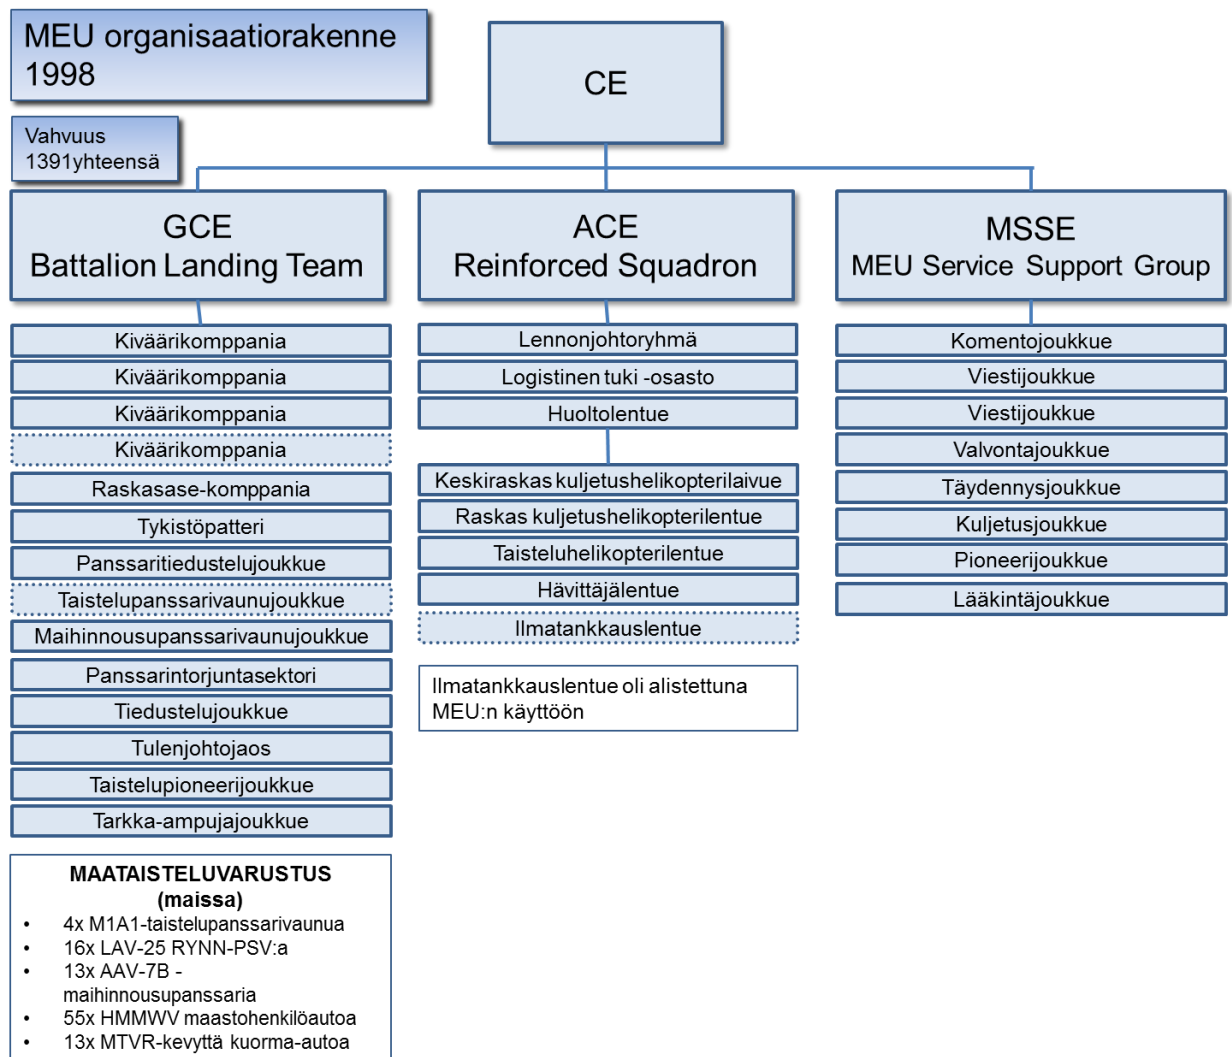 MEU organisaatiorakenne
1998
CE
Vahvuus
1391yhteensä
GCE
Battalion Landing Team
ACE
Reinforced Squadron
MSSE
MEU Service Support Group
Kiväärikomppania
Kiväärikomppania
Kiväärikomppania
Kiväärikomppania
Raskasase-komppania
Tykistöpatteri
Panssaritiedustelujoukkue
Taistelupanssarivaunujoukkue
Maihinnousupanssarivaunujoukkue
Panssarintorjuntasektori
Tiedustelujoukkue
Tulenjohtojaos
Taistelupioneerijoukkue
Tarkka-ampujajoukkue
MAATAISTELUVARUSTUS
(maissa)
• 4x M1A1-taistelupanssarivaunua
• 16x LAV-25 RYNN-PSV:a
• 13x AAV-7B -
maihinnousupanssaria
• 55x HMMWV maastohenkilöautoa
• 13x MTVR-kevyttä kuorma-autoa
Lennonjohtoryhmä
Logistinen tuki -osasto
Huoltolentue
Keskiraskas kuljetushelikopterilaivue
Raskas kuljetushelikopterilentue
Taisteluhelikopterilentue
Hävittäjälentue
Ilmatankkauslentue
Ilmatankkauslentue oli alistettuna
MEU:n käyttöön
Komentojoukkue
Viestijoukkue
Viestijoukkue
Valvontajoukkue
Täydennysjoukkue
Kuljetusjoukkue
Pioneerijoukkue
Lääkintäjoukkue